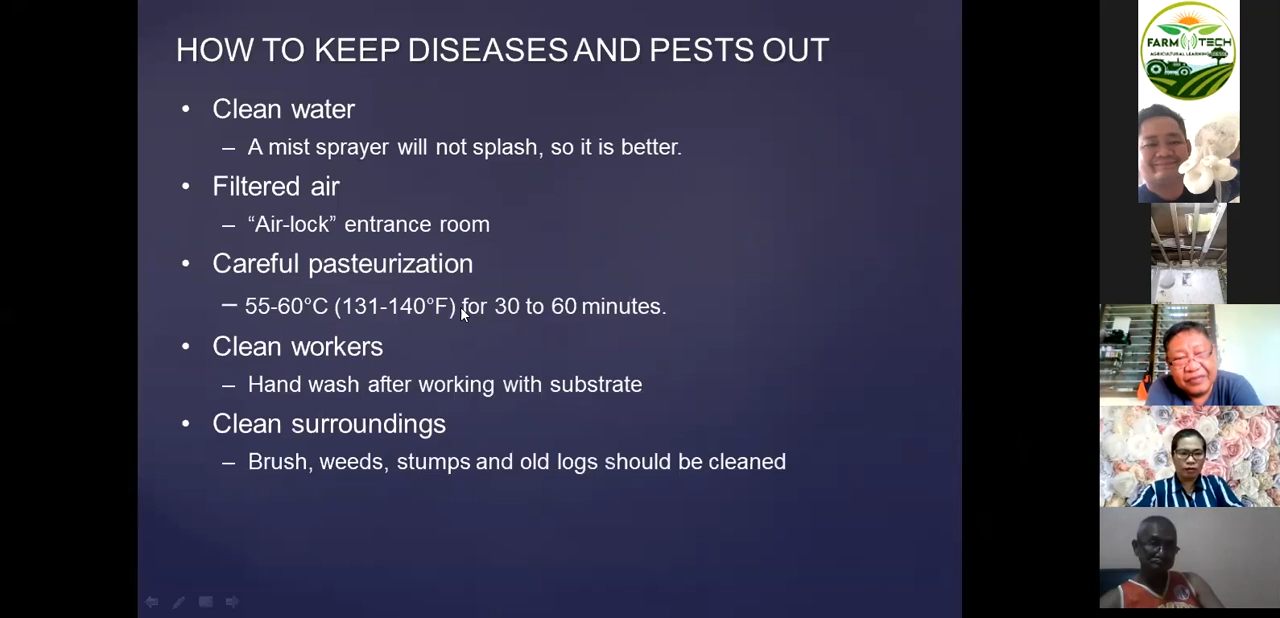 HOW TO KEEP DISEASES AND PESTS OUT
• Clean water
– A mist sprayer will not splash, so it is better.
• Filtered air
– “Air-lock” entrance room
• Careful pasteurization
– 55-60°C (131-140°F) for 30 to 60 minutes.
• Clean workers
– Hand wash after working with substrate
• Clean surroundings
– Brush, weeds, stumps and old logs should be cleaned
FARM TECH
AGRICULTURAL LEARNING